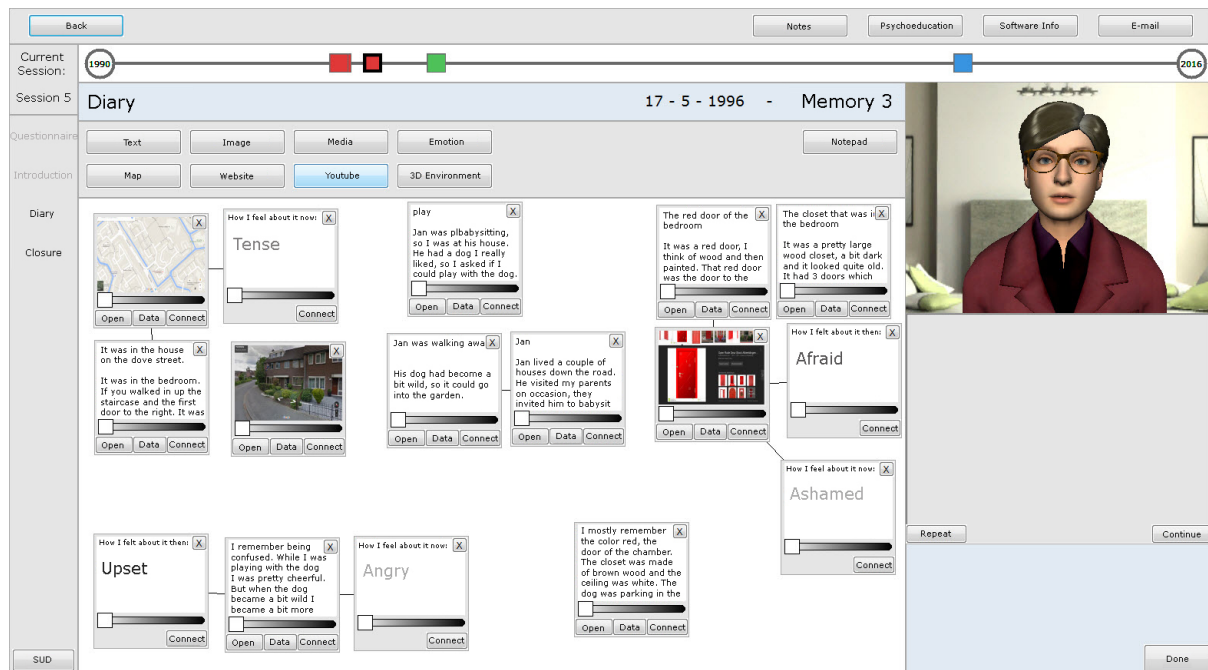 Back
Notes
Psychoeducation
Software Info
E-mail
Current
Session:
1990
2016
Session 5
Diary
17 - 5 - 1996 - Memory 3
Questionnaire
Introduction
Diary
Closure
Text
Image
Media
Emotion
Notepad
Map
Website
Youtube
3D Environment
X
Open
Data
Connect
How I feel about it now:
X
Tense
Connect
play
X
Jan was plbabysitting,
so I was at his house.
He had a dog I really
liked, so I asked if I
could play with the dog.
Open
Data
Connect
The red door of the
bedroom
X
It was a red door, I
think of wood and then
painted. That red door
was the door to the
Open
Data
Connect
The closet that was i
the bedroom
X
It was a pretty large
wood closet, a bit dark
and it looked quite old.
It had 3 doors which
Open
Data
Connect
It was in the house
on the dove street.
X
It was in the bedroom.
If you walked in up the
staircase and the first
door to the right. It was
Open
Data
Connect
X
Open
Data
Connect
Jan was walking awa
X
His dog had become a
bit wild, so it could go
into the garden.
Open
Data
Connect
Jan
X
Jan lived a couple of
houses down the road.
He visited my parents
on occasion, they
invited him to babysit
Open
Data
Connect
X
Open
Data
Connect
How I felt about it then:
X
Afraid
Connect
How I feel about it now:
X
Ashamed
Connect
How I felt about it then:
X
Upset
Connect
I remember being
X
confused. While I was
playing with the dog
I was pretty cheerful.
But when the dog
became a bit wild I
became a bit more
Open
Data
Connect
How I feel about it now:
X
Angry
Connect
I mostly remember
X
the color red, the
door of the chamber.
The closet was made
of brown wood and the
ceiling was white. The
dog was parking in the
Open
Data
Connect
Repeat
Continue
SUD
Done